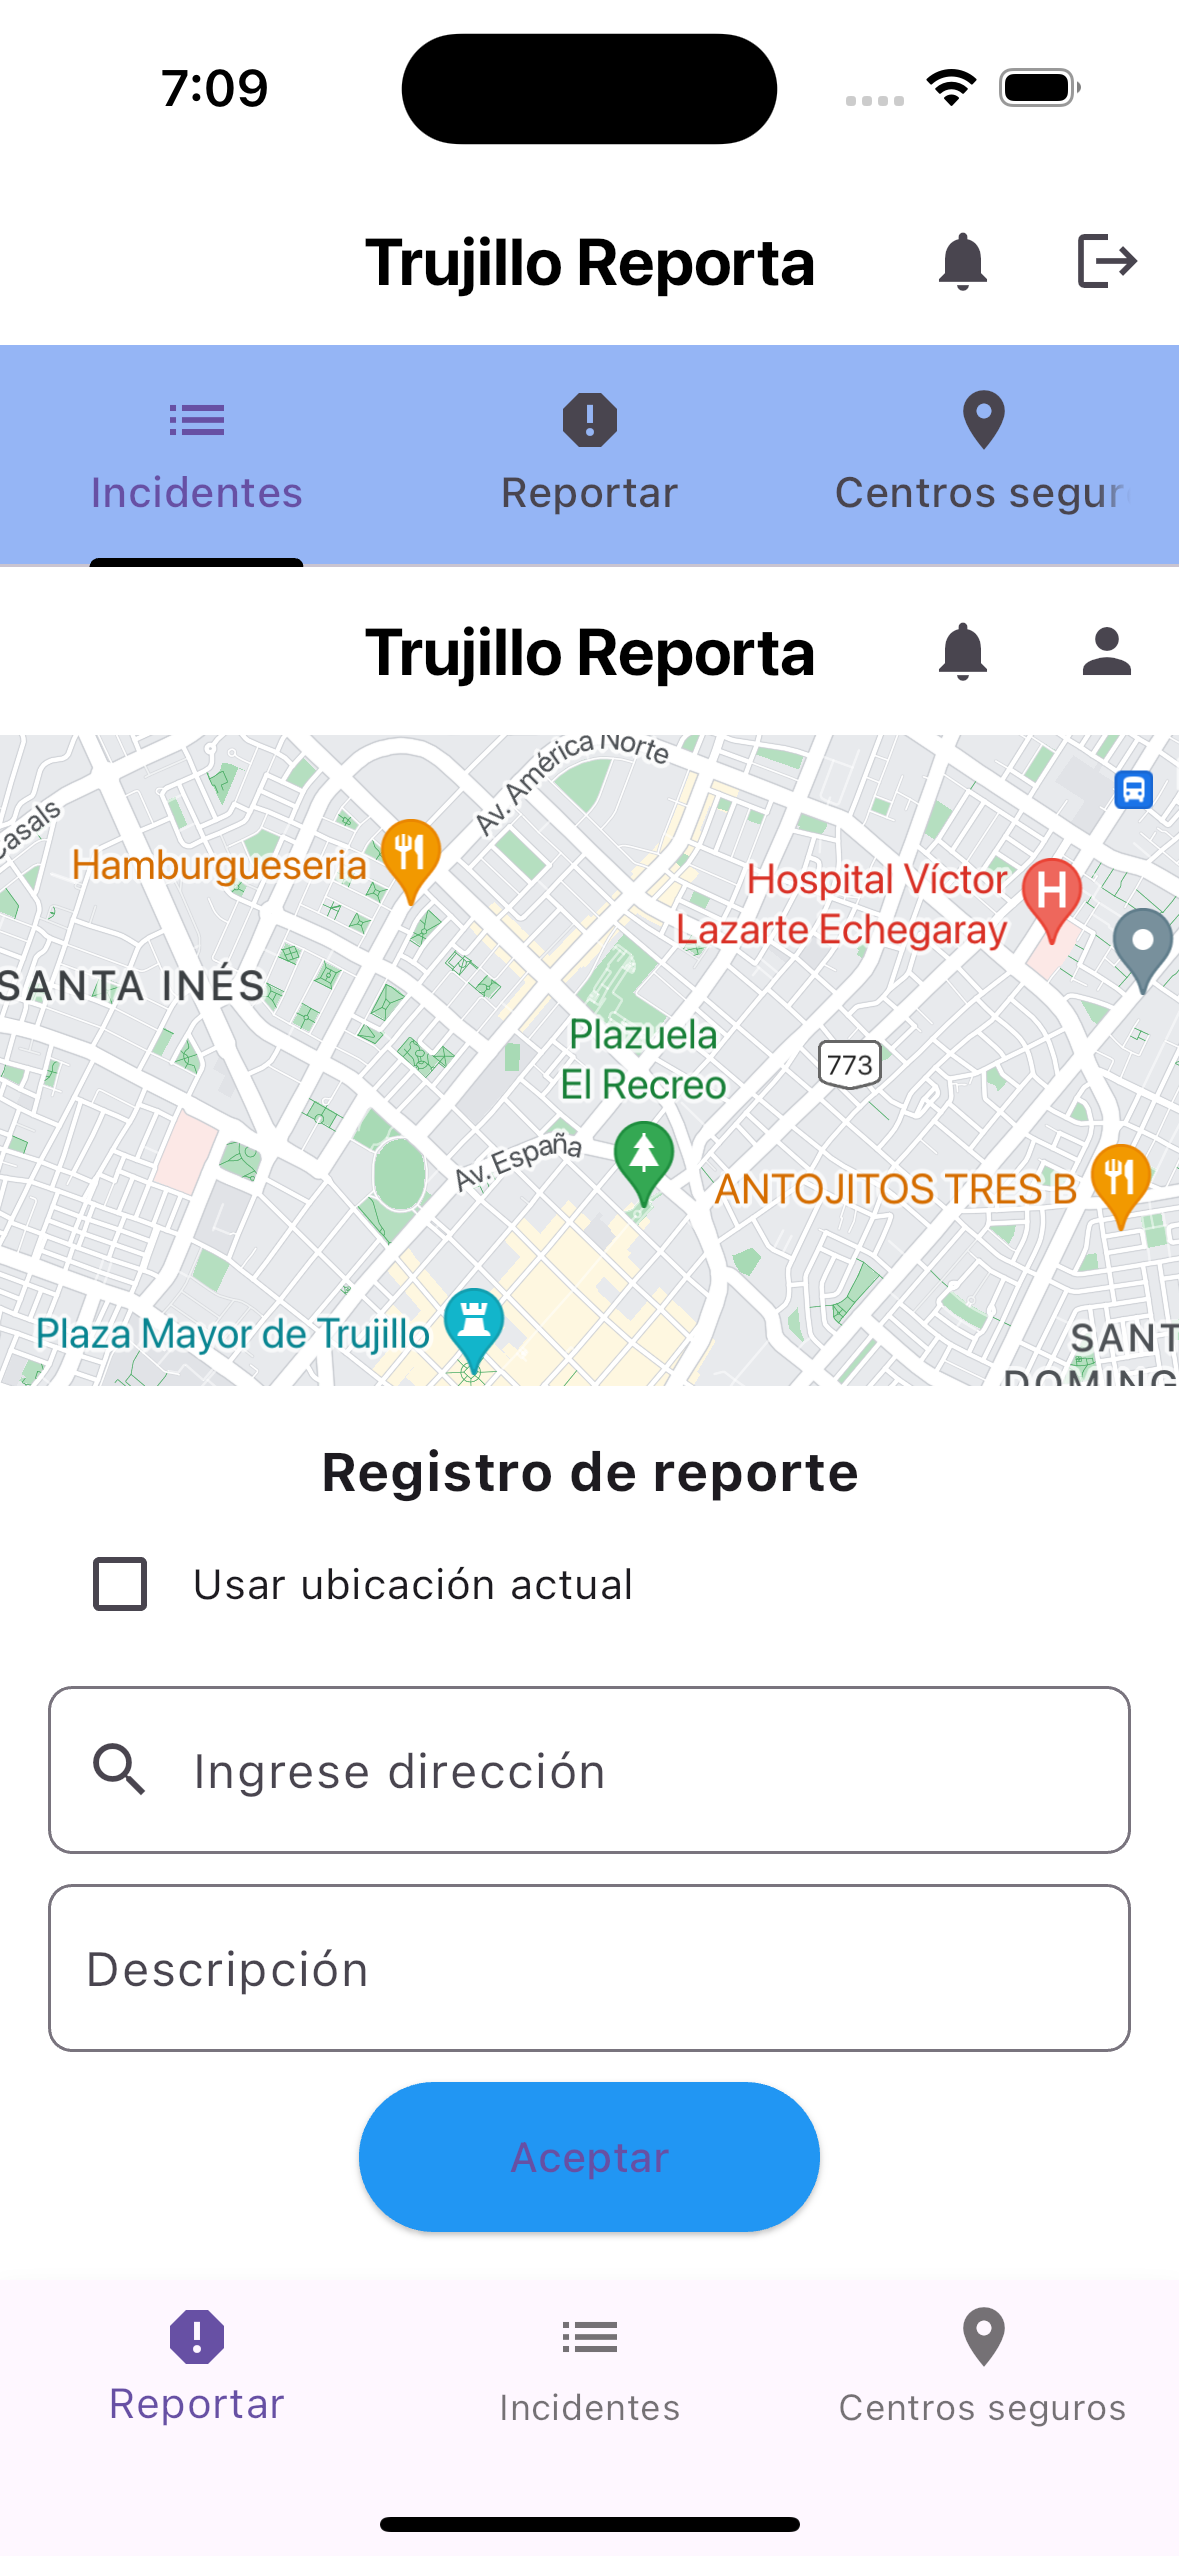 7:09
Trujillo Reporta
Incidentes
Reportar
Centros segur
Trujillo Reporta
Av. América Norte
Casals
Hamburgueseria
Hospital Víctor
Lazarte Echegaray
SANTA INÉS
Plazuela
El Recreo
773
Av. España
ANTOJITOS TRES B
Plaza Mayor de Trujillo
SANT
DOMING
Registro de reporte
Usar ubicación actual
Ingrese dirección
Descripción
Aceptar
Reportar
Incidentes
Centros seguros